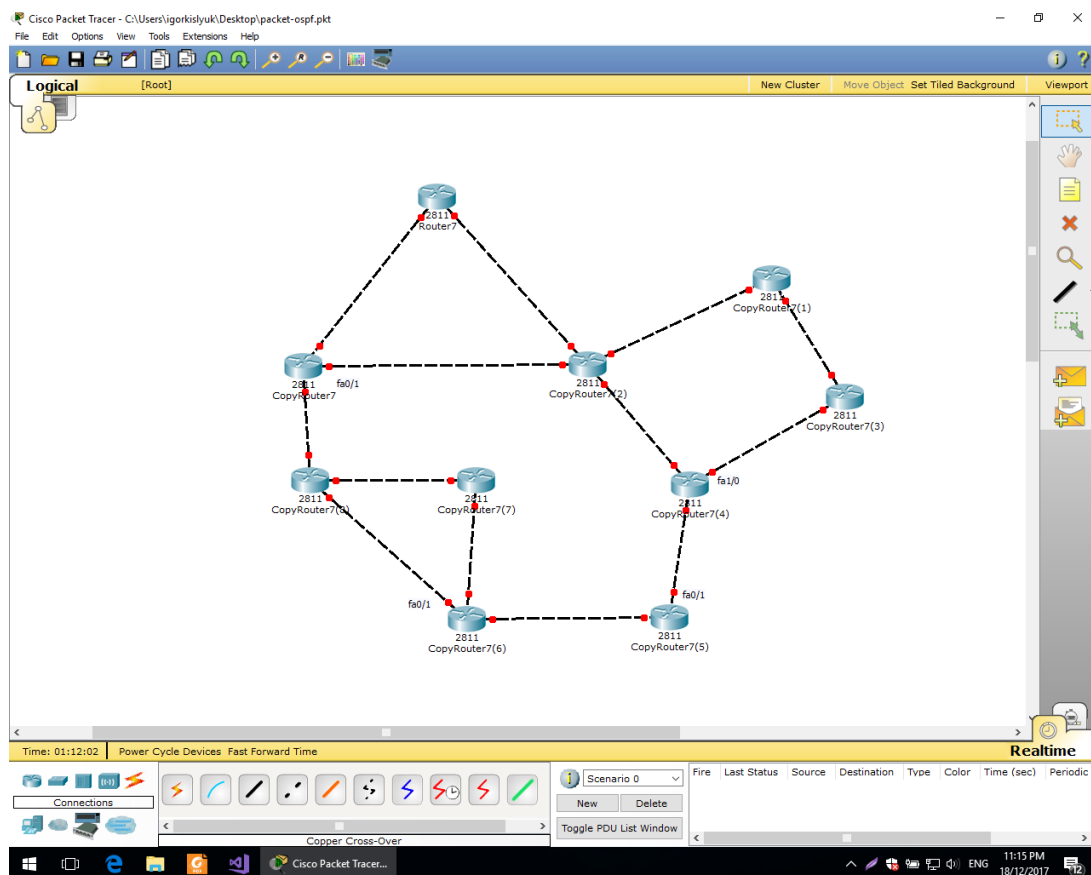 Cisco Packet Tracer - C:\Users\igorkislyuk\Desktop\packet-ospf.pkt
File Edit Options View Tools Extensions Help
Logical [Root] New Cluster Move Object Set Tiled Background Viewport
2811
Router7
2811
CopyRouter7(1)
2811
CopyRouter7
fa0/1
2811
CopyRouter7(2)
2811
CopyRouter7(3)
2811
CopyRouter7(8)
2811
CopyRouter7(7)
fa1/0
2811
CopyRouter7(4)
fa0/1
2811
CopyRouter7(6)
fa0/1
2811
CopyRouter7(5)
Time: 01:12:02 Power Cycle Devices Fast Forward Time Realtime
Connections
Copper Cross-Over
Scenario 0
New Delete
Toggle PDU List Window
Fire Last Status Source Destination Type Color Time (sec) Periodic
Cisco Packet Tracer...
ENG
11:15 PM
18/12/2017
12